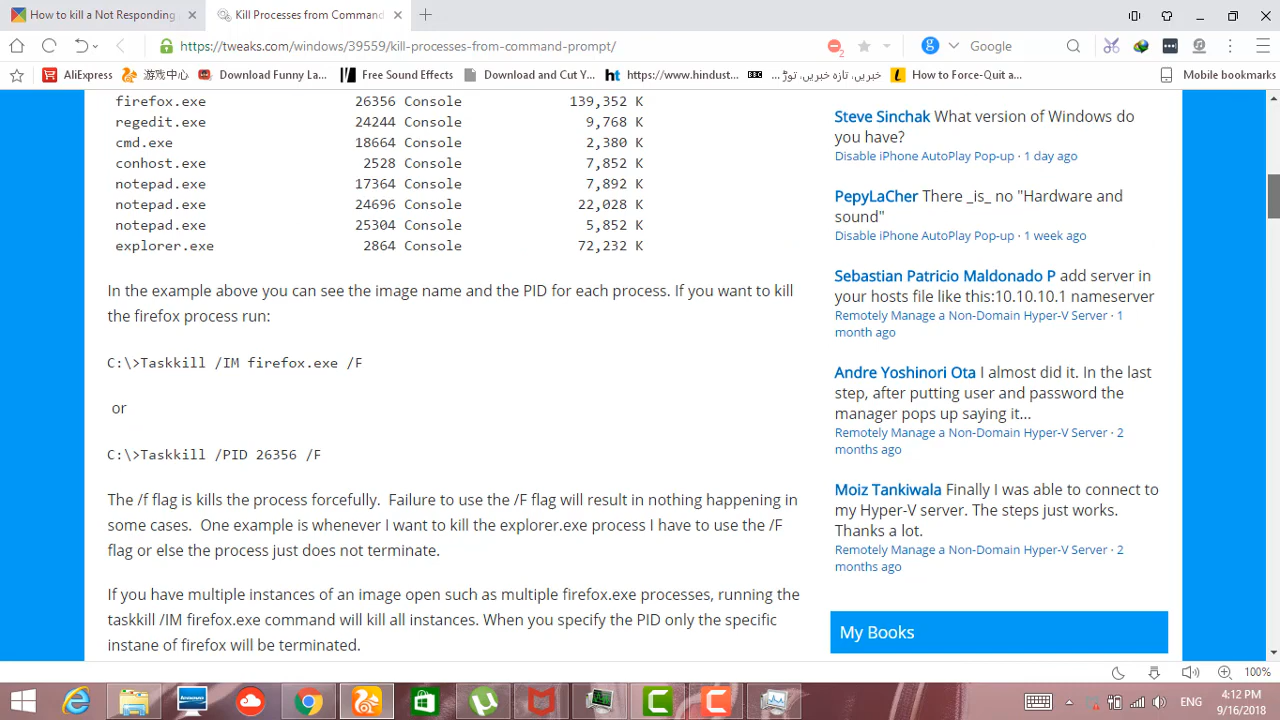 How to kill a Not Responding
Kill Processes from Command
https://tweaks.com/windows/39559/kill-processes-from-command-prompt/
2
Google
AliExpress
游戏中心
Download Funny La...
Free Sound Effects
Download and Cut Y...
https://www.hindust...
خبریں، تازہ خبریں، توڑ ...
How to Force-Quit a...
Mobile bookmarks
firefox.exe 26356 Console 139,352 K
regedit.exe 24244 Console 9,768 K
cmd.exe 18664 Console 2,380 K
conhost.exe 2528 Console 7,852 K
notepad.exe 17364 Console 7,892 K
notepad.exe 24696 Console 22,028 K
notepad.exe 25304 Console 5,852 K
explorer.exe 2864 Console 72,232 K
In the example above you can see the image name and the PID for each process. If you want to kill
the firefox process run:
C:\>Taskkill /IM firefox.exe /F
or
C:\>Taskkill /PID 26356 /F
The /f flag is kills the process forcefully. Failure to use the /F flag will result in nothing happening in
some cases. One example is whenever I want to kill the explorer.exe process I have to use the /F
flag or else the process just does not terminate.
If you have multiple instances of an image open such as multiple firefox.exe processes, running the
taskkill /IM firefox.exe command will kill all instances. When you specify the PID only the specific
instane of firefox will be terminated.
Steve Sinchak What version of Windows do
you have?
Disable iPhone AutoPlay Pop-up · 1 day ago
PepyLaCher There _is_ no "Hardware and
sound"
Disable iPhone AutoPlay Pop-up · 1 week ago
Sebastian Patricio Maldonado P add server in
your hosts file like this:10.10.10.1 nameserver
Remotely Manage a Non-Domain Hyper-V Server · 1
month ago
Andre Yoshinori Ota I almost did it. In the last
step, after putting user and password the
manager pops up saying it...
Remotely Manage a Non-Domain Hyper-V Server · 2
months ago
Moiz Tankiwala Finally I was able to connect to
my Hyper-V server. The steps just works.
Thanks a lot.
Remotely Manage a Non-Domain Hyper-V Server · 2
months ago
My Books
100%
ENG
4:12 PM
9/16/2018